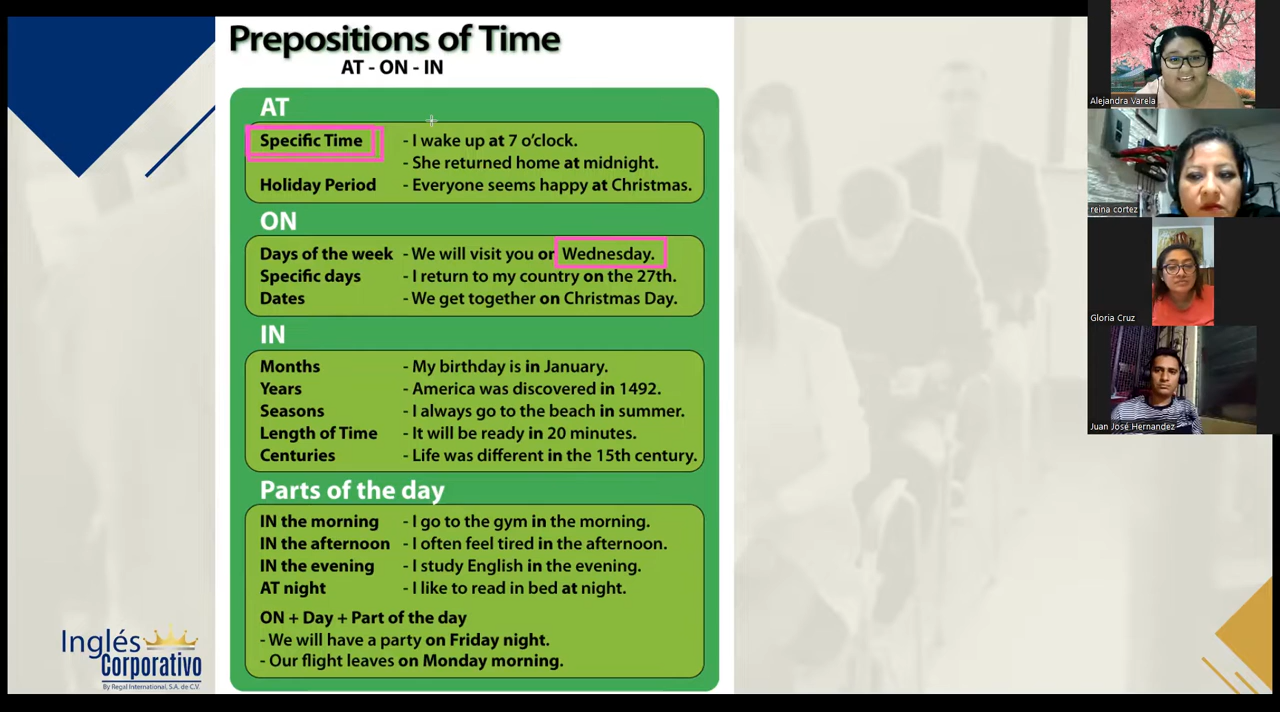 Prepositions of Time
AT - ON - IN
AT
Specific Time - I wake up at 7 o'clock.
- She returned home at midnight.
Holiday Period - Everyone seems happy at Christmas.
ON
Days of the week - We will visit you on Wednesday.
Specific days - I return to my country on the 27th.
Dates - We get together on Christmas Day.
IN
Months - My birthday is in January.
Years - America was discovered in 1492.
Seasons - I always go to the beach in summer.
Length of Time - It will be ready in 20 minutes.
Centuries - Life was different in the 15th century.
Parts of the day
IN the morning - I go to the gym in the morning.
IN the afternoon - I often feel tired in the afternoon.
IN the evening - I study English in the evening.
AT night - I like to read in bed at night.
ON + Day + Part of the day
- We will have a party on Friday night.
- Our flight leaves on Monday morning.
Inglés
Corporativo
By Regal International, S.A. de C.V.
Alejandra Varela
reina cortez
Gloria Cruz
Juan José Hernandez